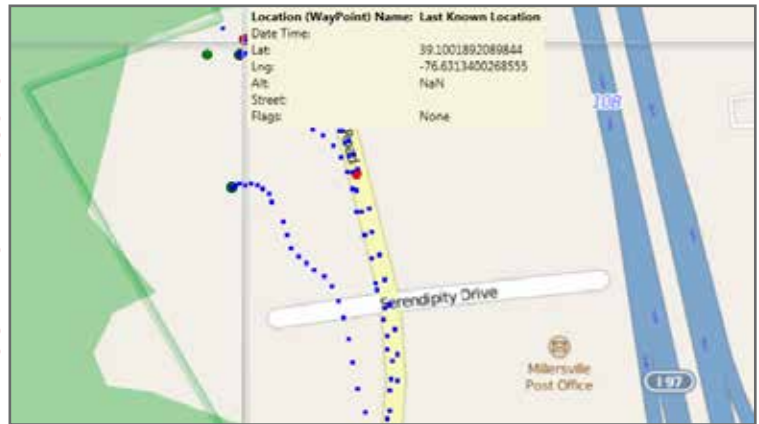 Location (WayPoint) Name: Last Known Location
Date Time:
Lat: 39.1001892089844
Lng: -76.6313400268555
Alt: NaN
Street:
Flags: None
108
Road
Serendipity Drive
Millersville
Post Office
I 97